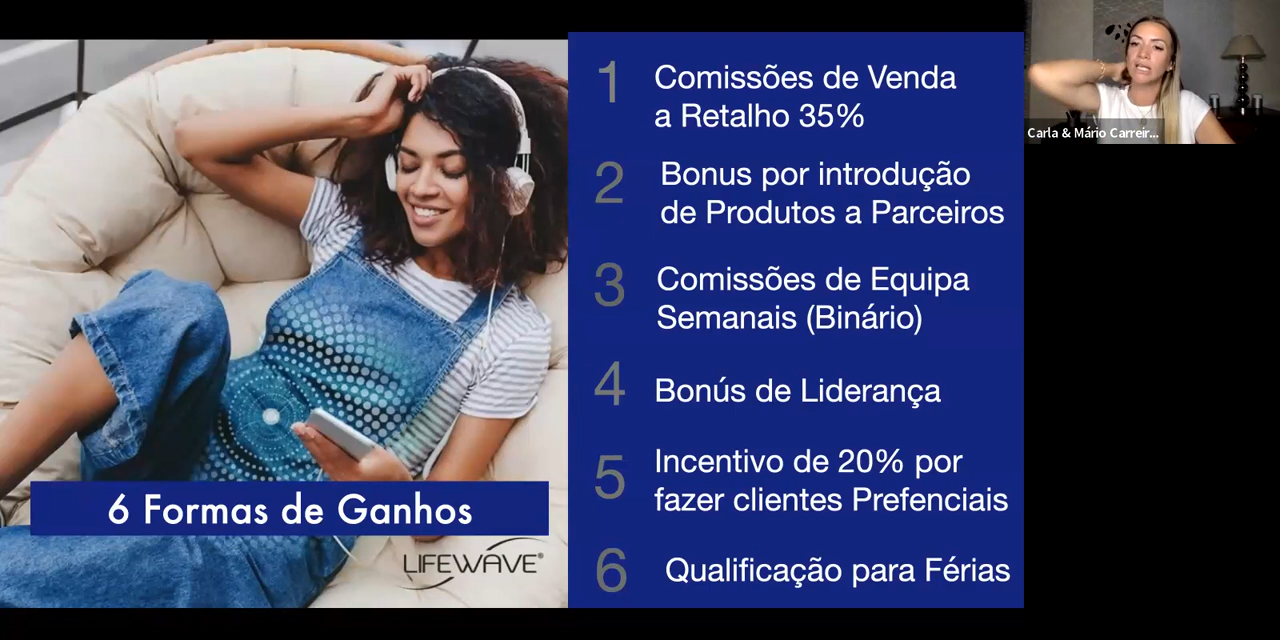 1 Comissões de Venda
a Retalho 35%
2 Bonus por introdução
de Produtos a Parceiros
3 Comissões de Equipa
Semanais (Binário)
4 Bonús de Liderança
5 Incentivo de 20% por
fazer clientes Prefenciais
6 Qualificação para Férias
6 Formas de Ganhos
LIFEWAVE®
Carla & Mário Carreir...